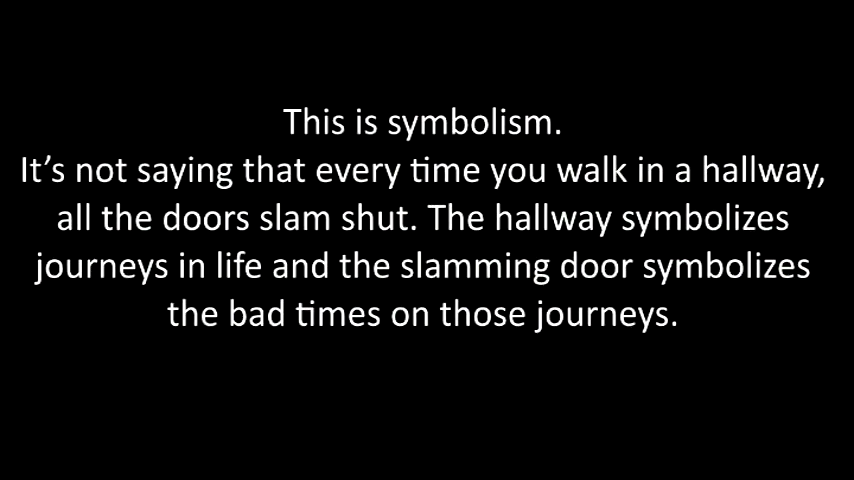 This is symbolism.
It’s not saying that every time you walk in a hallway,
all the doors slam shut. The hallway symbolizes
journeys in life and the slamming door symbolizes
the bad times on those journeys.